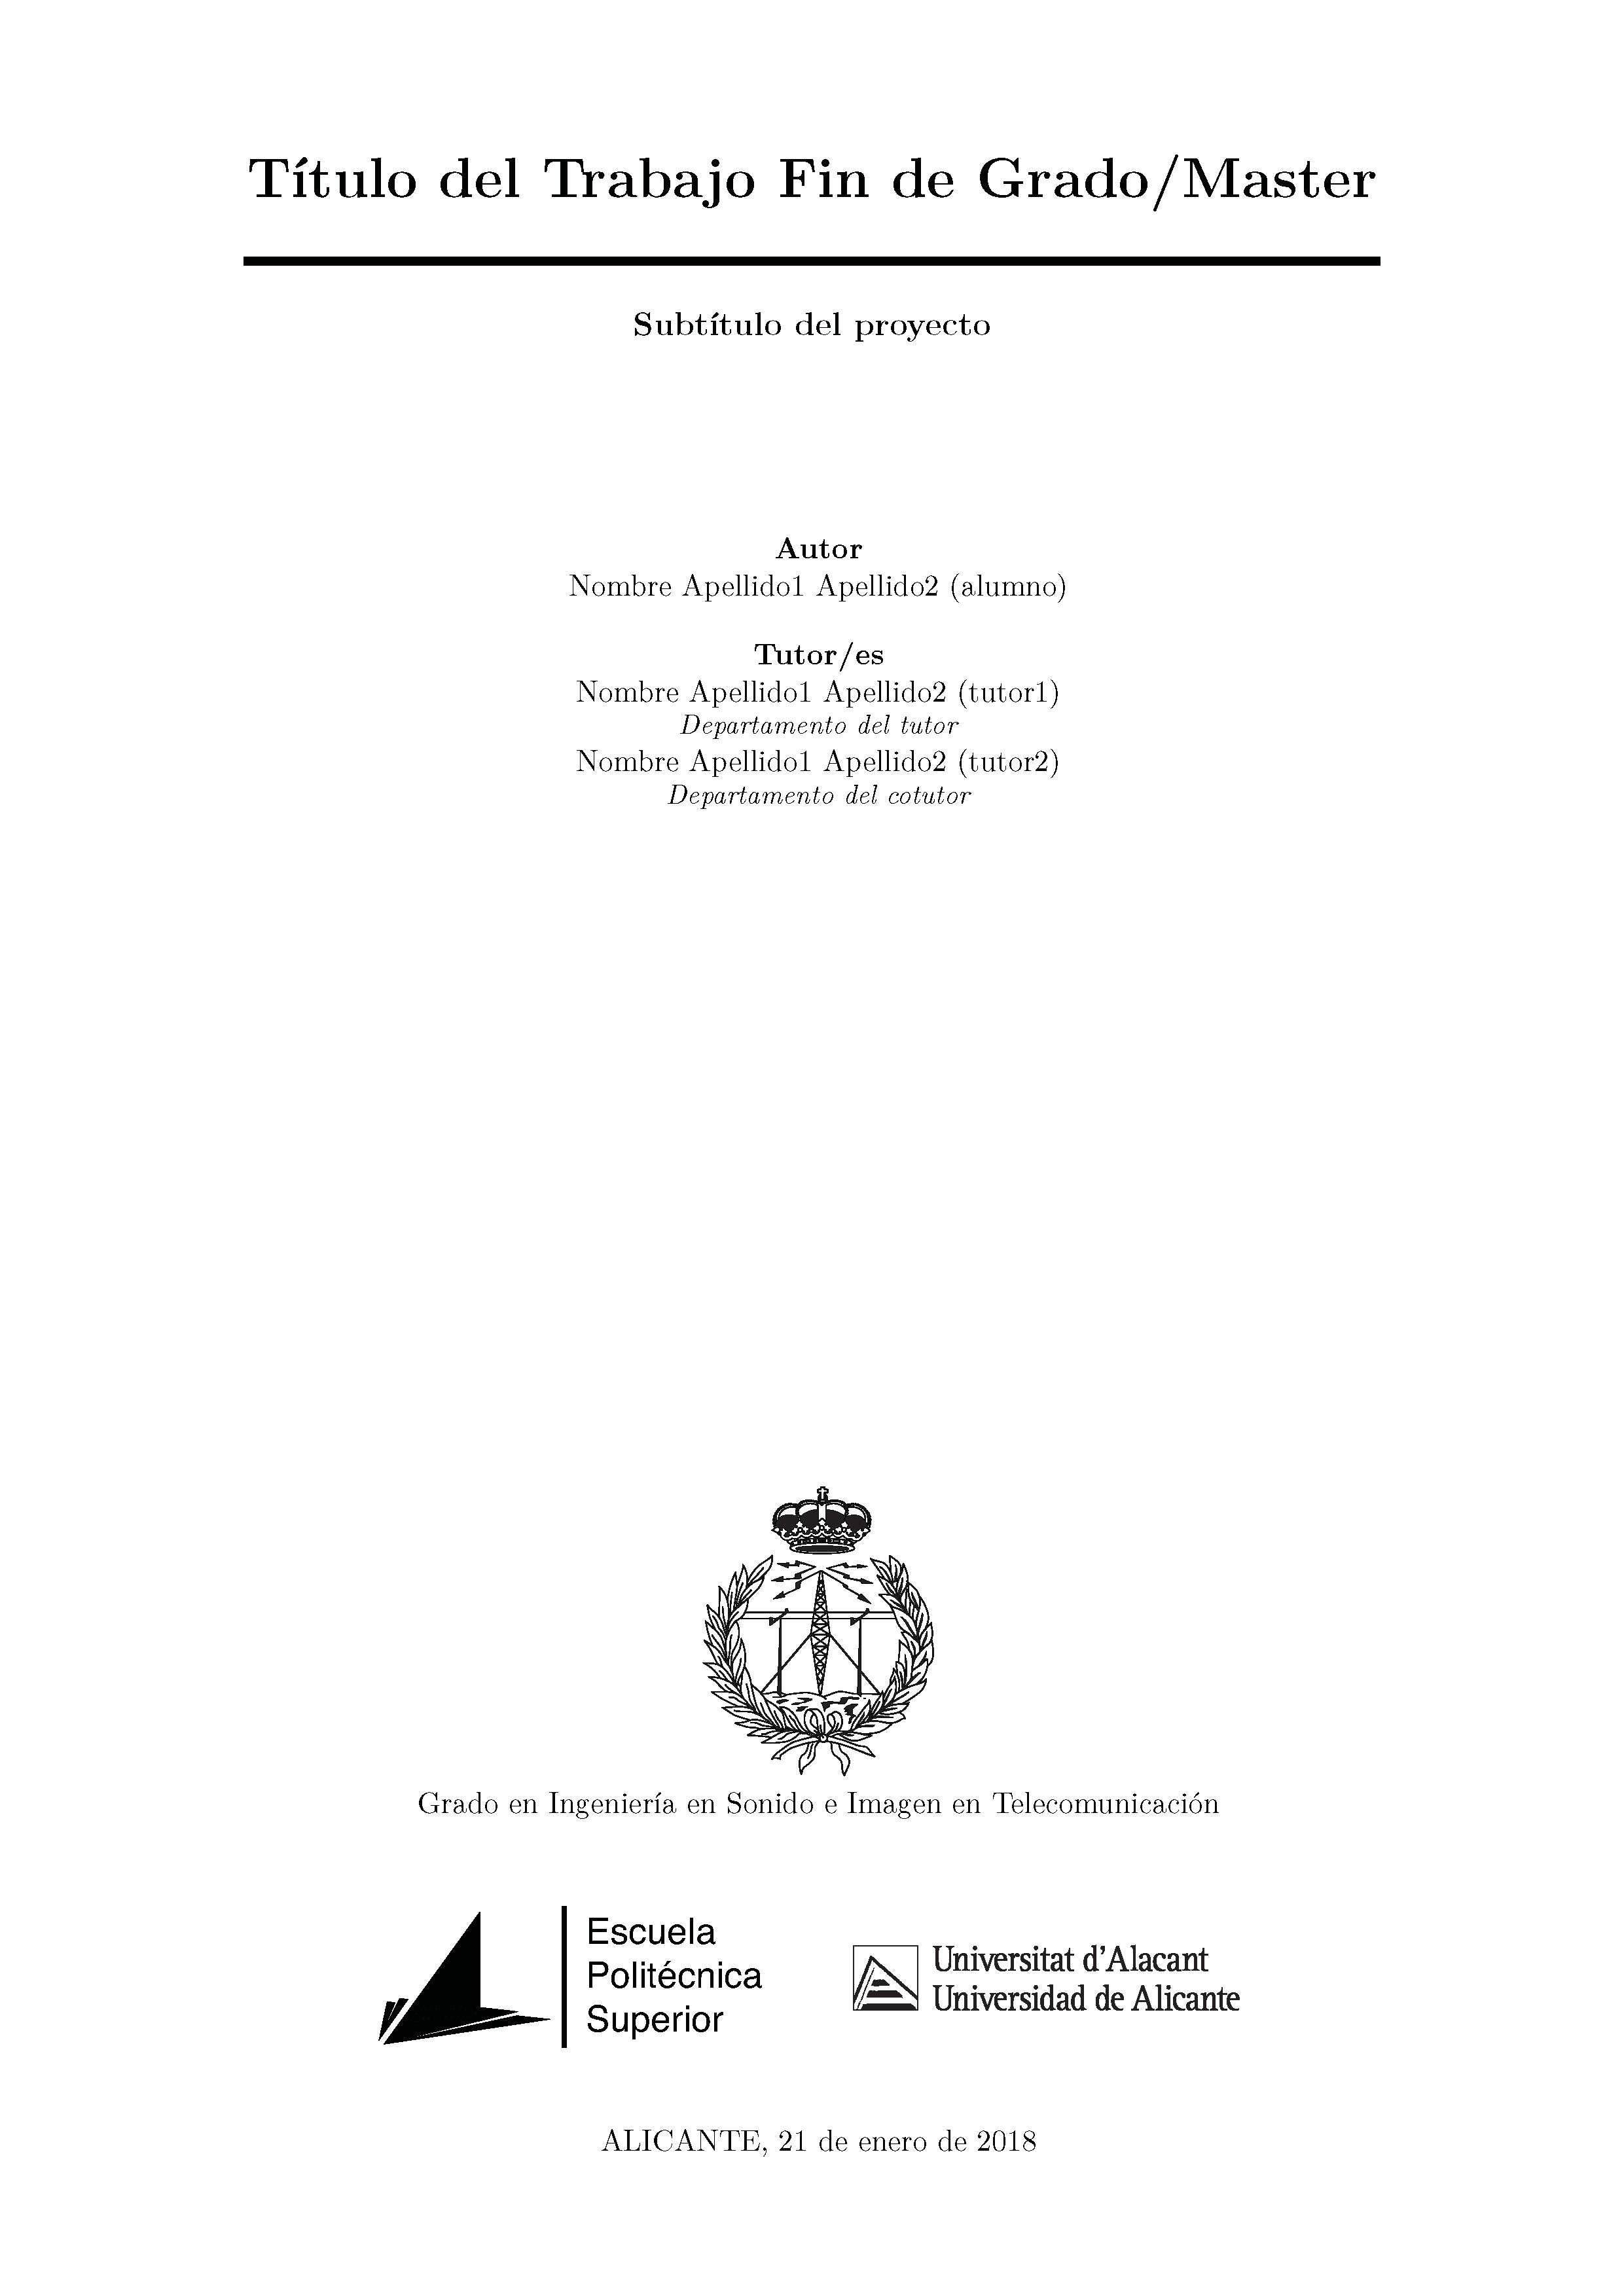 Título del Trabajo Fin de Grado/Master
Subtítulo del proyecto
Autor
Nombre Apellido1 Apellido2 (alumno)
Tutor/es
Nombre Apellido1 Apellido2 (tutor1)
Departamento del tutor
Nombre Apellido1 Apellido2 (tutor2)
Departamento del cotutor
Grado en Ingeniería en Sonido e Imagen en Telecomunicación
Escuela
Politécnica
Superior
Universitat d'Alacant
Universidad de Alicante
ALICANTE, 21 de enero de 2018